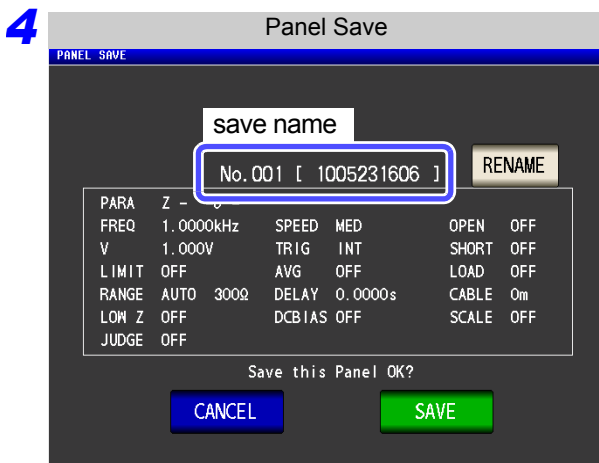 4
Panel Save
PANEL SAVE
save name
No.001 [ 1005231606 ]
RENAME
PARA Z -
FREQ 1.0000kHz SPEED MED OPEN OFF
V 1.000V TRIG INT SHORT OFF
LIMIT OFF AVG OFF LOAD OFF
RANGE AUTO 300Ω DELAY 0.0000s CABLE 0m
LOW Z OFF DCBIAS OFF SCALE OFF
JUDGE OFF
Save this Panel OK?
CANCEL SAVE